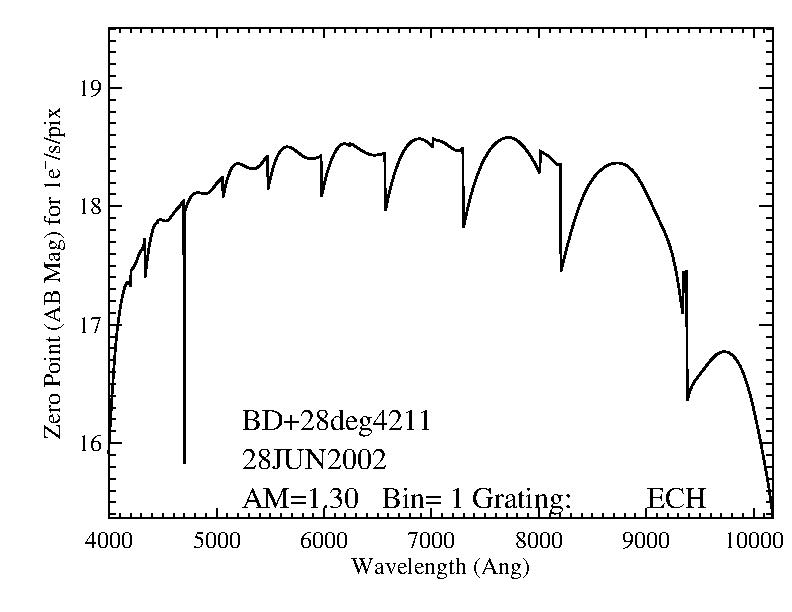 19
18
17
16
Zero Point (AB Mag) for 1e⁻/s/pix
BD+28deg4211
28JUN2002
AM=1.30 Bin= 1 Grating: ECH
4000 5000 6000 7000 8000 9000 10000
Wavelength (Ang)